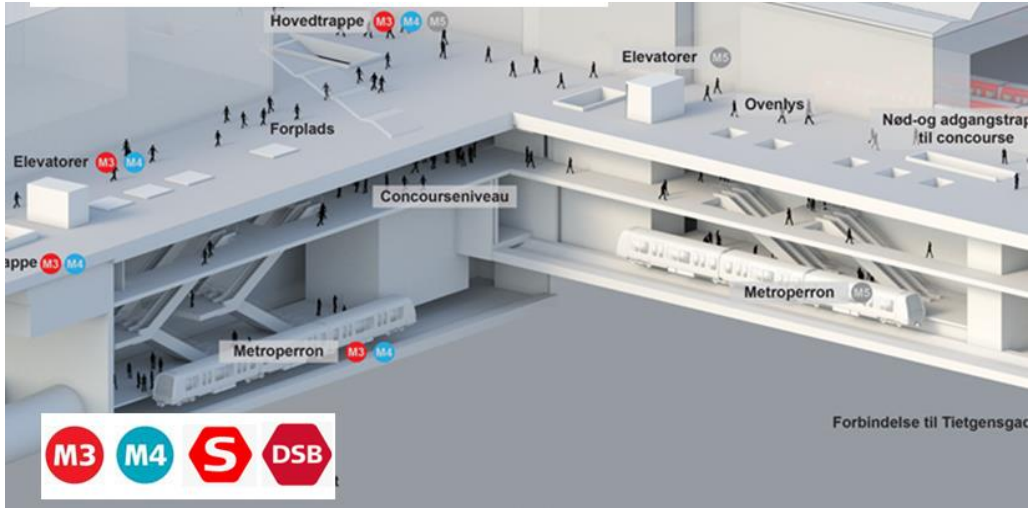 Hovedtrappe M3 M4 M5
Elevatorer M5
Ovenlys
Nød-og adgangstrap
til concourse
Forplads
Elevatorer M3 M4
Concourseniveau
appe M3 M4
Metroperron M5
Metroperron M3 M4
Forbindelse til Tietgensgad
M3 M4 S DSB
t